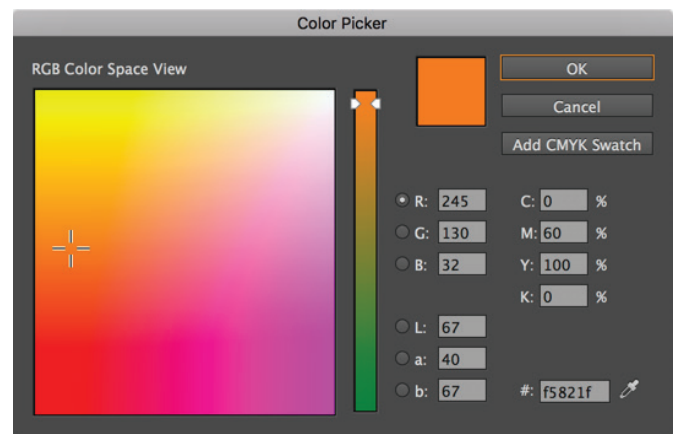 Color Picker
RGB Color Space View
OK
Cancel
Add CMYK Swatch
R: 245 C: 0 %
G: 130 M: 60 %
B: 32 Y: 100 %
K: 0 %
L: 67
a: 40
b: 67 #: f5821f